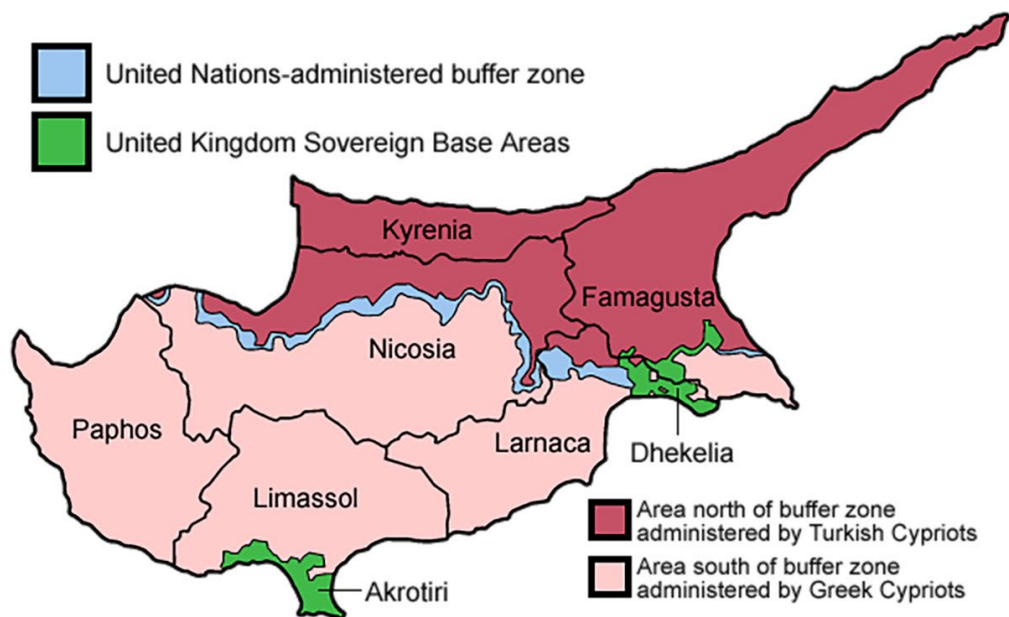 United Nations-administered buffer zone
United Kingdom Sovereign Base Areas
Kyrenia
Famagusta
Nicosia
Paphos
Larnaca
Dhekelia
Limassol
Akrotiri
Area north of buffer zone
administered by Turkish Cypriots
Area south of buffer zone
administered by Greek Cypriots